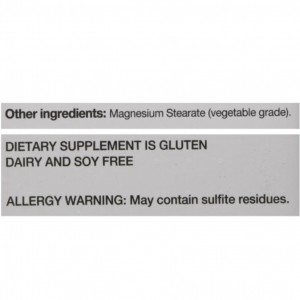 Other ingredients: Magnesium Stearate (vegetable grade).
DIETARY SUPPLEMENT IS GLUTEN
DAIRY AND SOY FREE
ALLERGY WARNING: May contain sulfite residues.